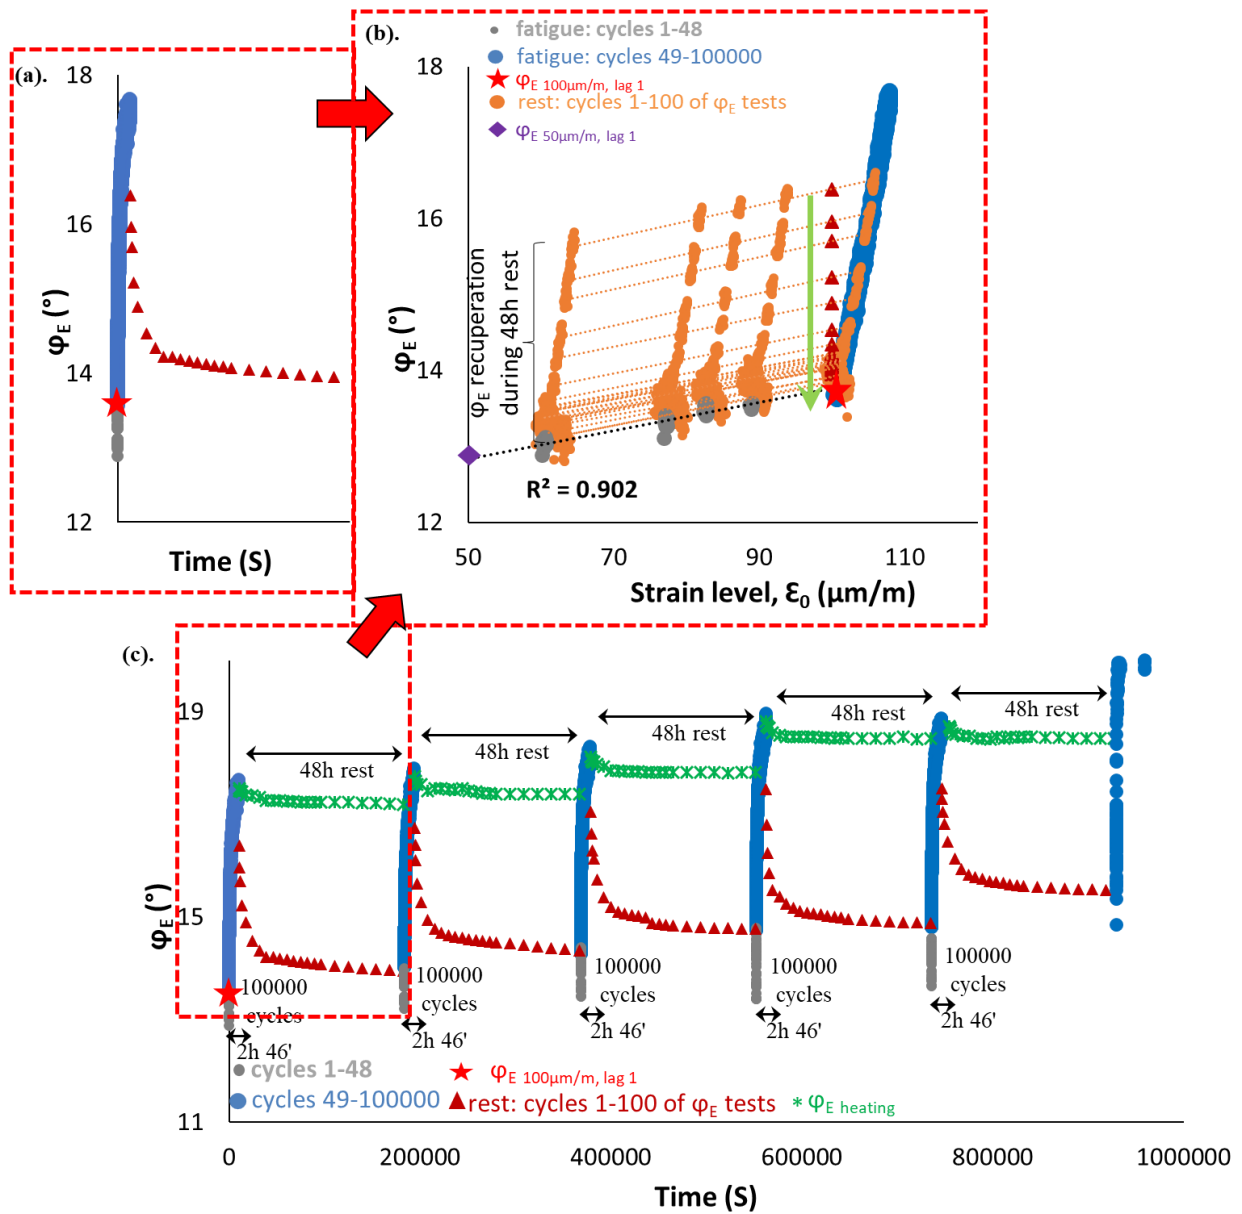 (a).
18
16
14
12
φE (°)
Time (S)
(b).
fatigue: cycles 1-48
fatigue: cycles 49-100000
φE 100µm/m, lag 1
rest: cycles 1-100 of φE tests
φE 50µm/m, lag 1
18
16
14
12
φE (°)
φE recuperation
during 48h rest
R² = 0.902
50
70
90
110
Strain level, Ɛ0 (µm/m)
(c).
19
15
11
φE (°)
48h rest
48h rest
48h rest
48h rest
48h rest
100000
cycles
2h 46'
100000
cycles
2h 46'
100000
cycles
2h 46'
100000
cycles
2h 46'
100000
cycles
2h 46'
cycles 1-48
φE 100µm/m, lag 1
cycles 49-100000
rest: cycles 1-100 of φE tests
* φE heating
0
200000
400000
600000
800000
1000000
Time (S)